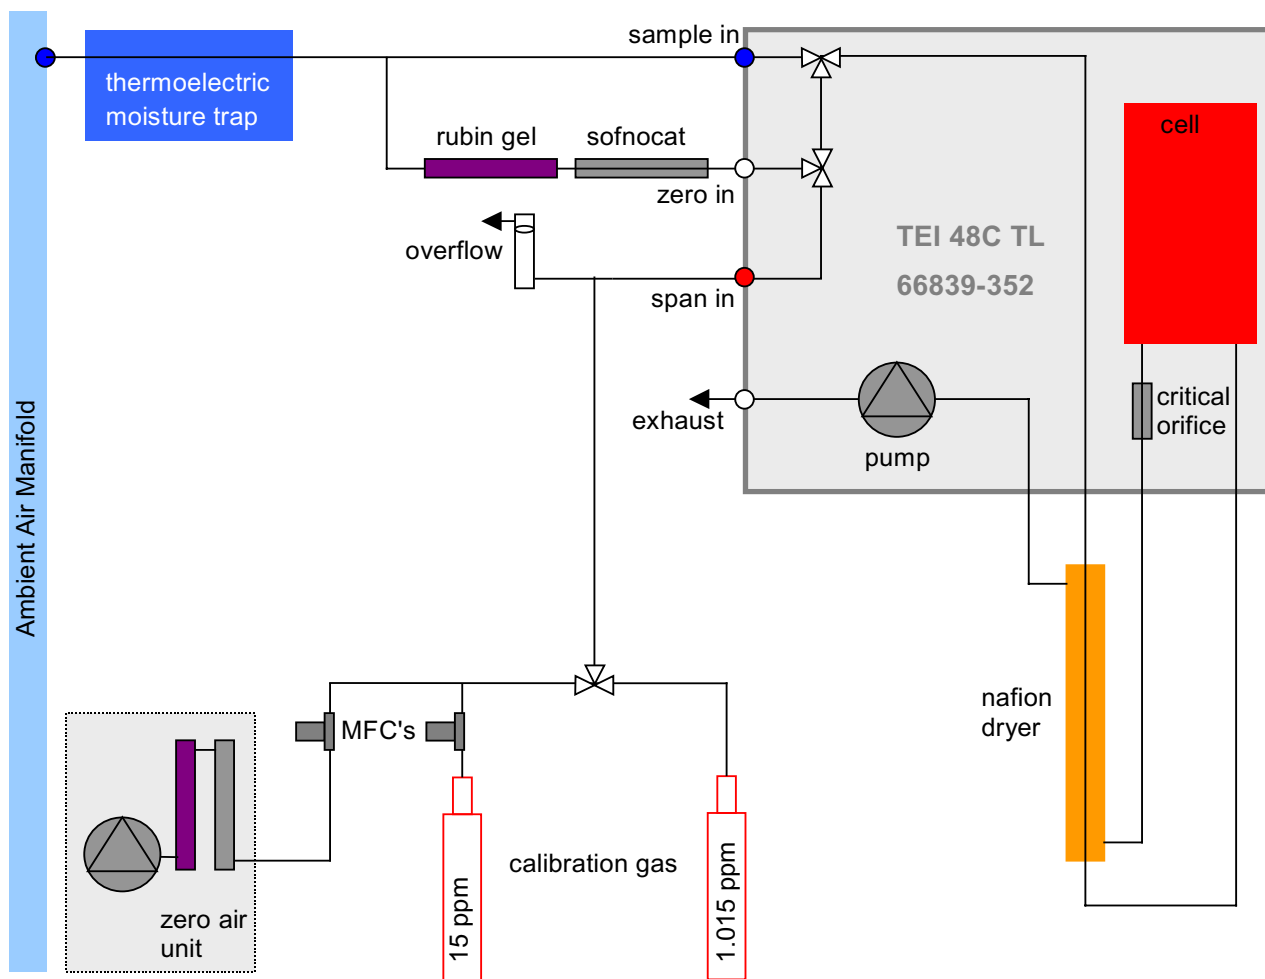 sample in
thermoelectric
moisture trap
rubin gel
sofnocat
cell
zero in
overflow
TEI 48C TL
66839-352
span in
critical
orifice
exhaust
pump
Ambient Air Manifold
nafion
dryer
MFC's
calibration gas
15 ppm
1.015 ppm
zero air
unit